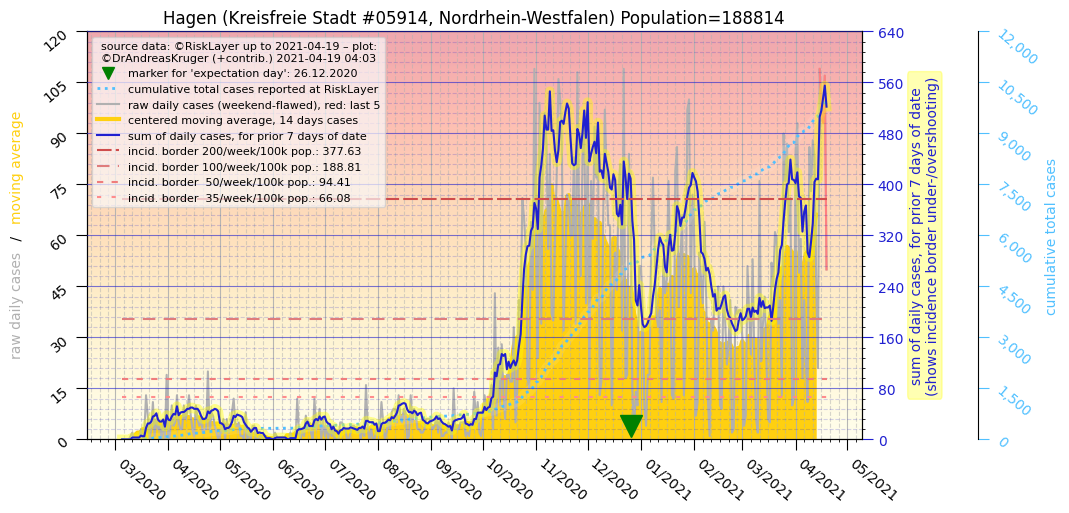 Hagen (Kreisfreie Stadt #05914, Nordrhein-Westfalen) Population=188814
source data: ©RiskLayer up to 2021-04-19 – plot:
©DrAndreasKruger (+contrib.) 2021-04-19 04:03
marker for 'expectation day': 26.12.2020
cumulative total cases reported at RiskLayer
raw daily cases (weekend-flawed), red: last 5
centered moving average, 14 days cases
sum of daily cases, for prior 7 days of date
incid. border 200/week/100k pop.: 377.63
incid. border 100/week/100k pop.: 188.81
incid. border  50/week/100k pop.: 94.41
incid. border  35/week/100k pop.: 66.08
raw daily cases / moving average
120
105
90
75
60
45
30
15
0
03/2020
04/2020
05/2020
06/2020
07/2020
08/2020
09/2020
10/2020
11/2020
12/2020
01/2021
02/2021
03/2021
04/2021
05/2021
640
560
480
400
320
240
160
80
0
sum of daily cases, for prior 7 days of date
(shows incidence border under-/overshooting)
12,000
10,500
9,000
7,500
6,000
4,500
3,000
1,500
0
cumulative total cases